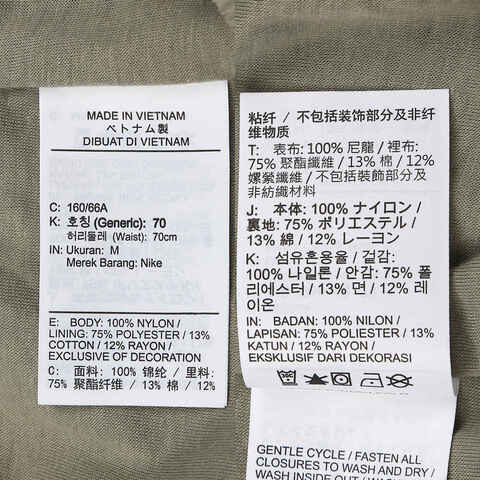 MADE IN VIETNAM
ベトナム製
DIBUAT DI VIETNAM
C: 160/66A
K: 호칭 (Generic): 70
허리둘레 (Waist): 70cm
IN: Ukuran: M
Merek Barang: Nike
E: BODY: 100% NYLON /
LINING: 75% POLYESTER / 13%
COTTON / 12% RAYON /
EXCLUSIVE OF DECORATION
C: 面料: 100% 锦纶 / 里料:
75% 聚酯纤维 / 13% 棉 / 12%
粘纤 / 不包括装饰部分及非纤
维物质
T: 表布: 100% 尼龍 / 裡布:
75% 聚酯纖維 / 13% 棉 / 12%
嫘縈纖維 / 不包括裝飾部分及
非紡織材料
J: 本体: 100% ナイロン /
裏地: 75% ポリエステル /
13% 綿 / 12% レーヨン
K: 섬유혼용율 / 겉감:
100% 나일론 / 안감: 75% 폴
리에스터 / 13% 면 / 12% 레
이온
IN: BADAN: 100% NILON /
LAPISAN: 75% POLIESTER / 13%
KATUN / 12% RAYON /
EKSKLUSIF DARI DEKORASI
GENTLE CYCLE / FASTEN ALL
CLOSURES TO WASH AND DRY /
WASH INSIDE OUT / WASH